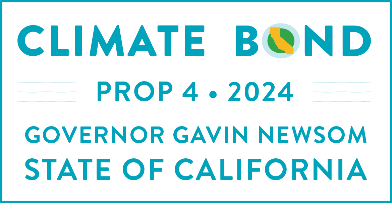 CLIMATE BOND
PROP 4 • 2024
GOVERNOR GAVIN NEWSOM
STATE OF CALIFORNIA